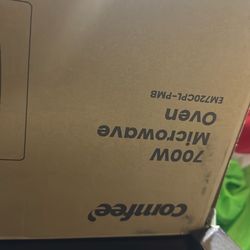 comfee'
700W
Microwave
Oven
EM720CPL-PMB